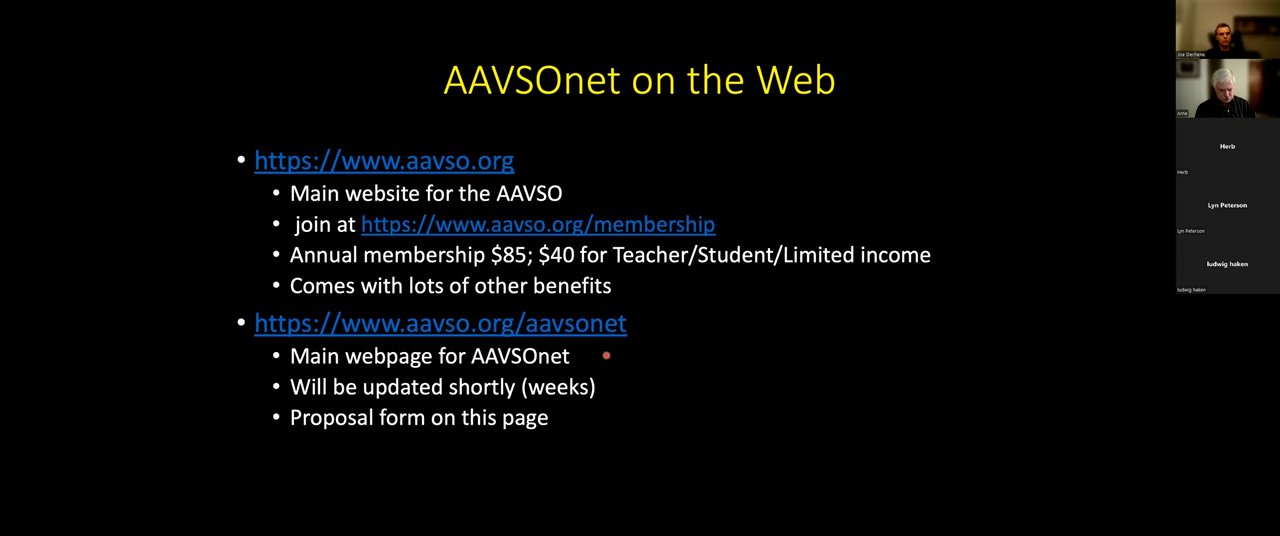 AAVSOnet on the Web
• https://www.aavso.org
• Main website for the AAVSO
• join at https://www.aavso.org/membership
• Annual membership $85; $40 for Teacher/Student/Limited income
• Comes with lots of other benefits
• https://www.aavso.org/aavsonet
• Main webpage for AAVSOnet
• Will be updated shortly (weeks)
• Proposal form on this page
Joe Dechene
Arne
Herb
Herb
Lyn Peterson
Lyn Peterson
ludwig haken
ludwig haken